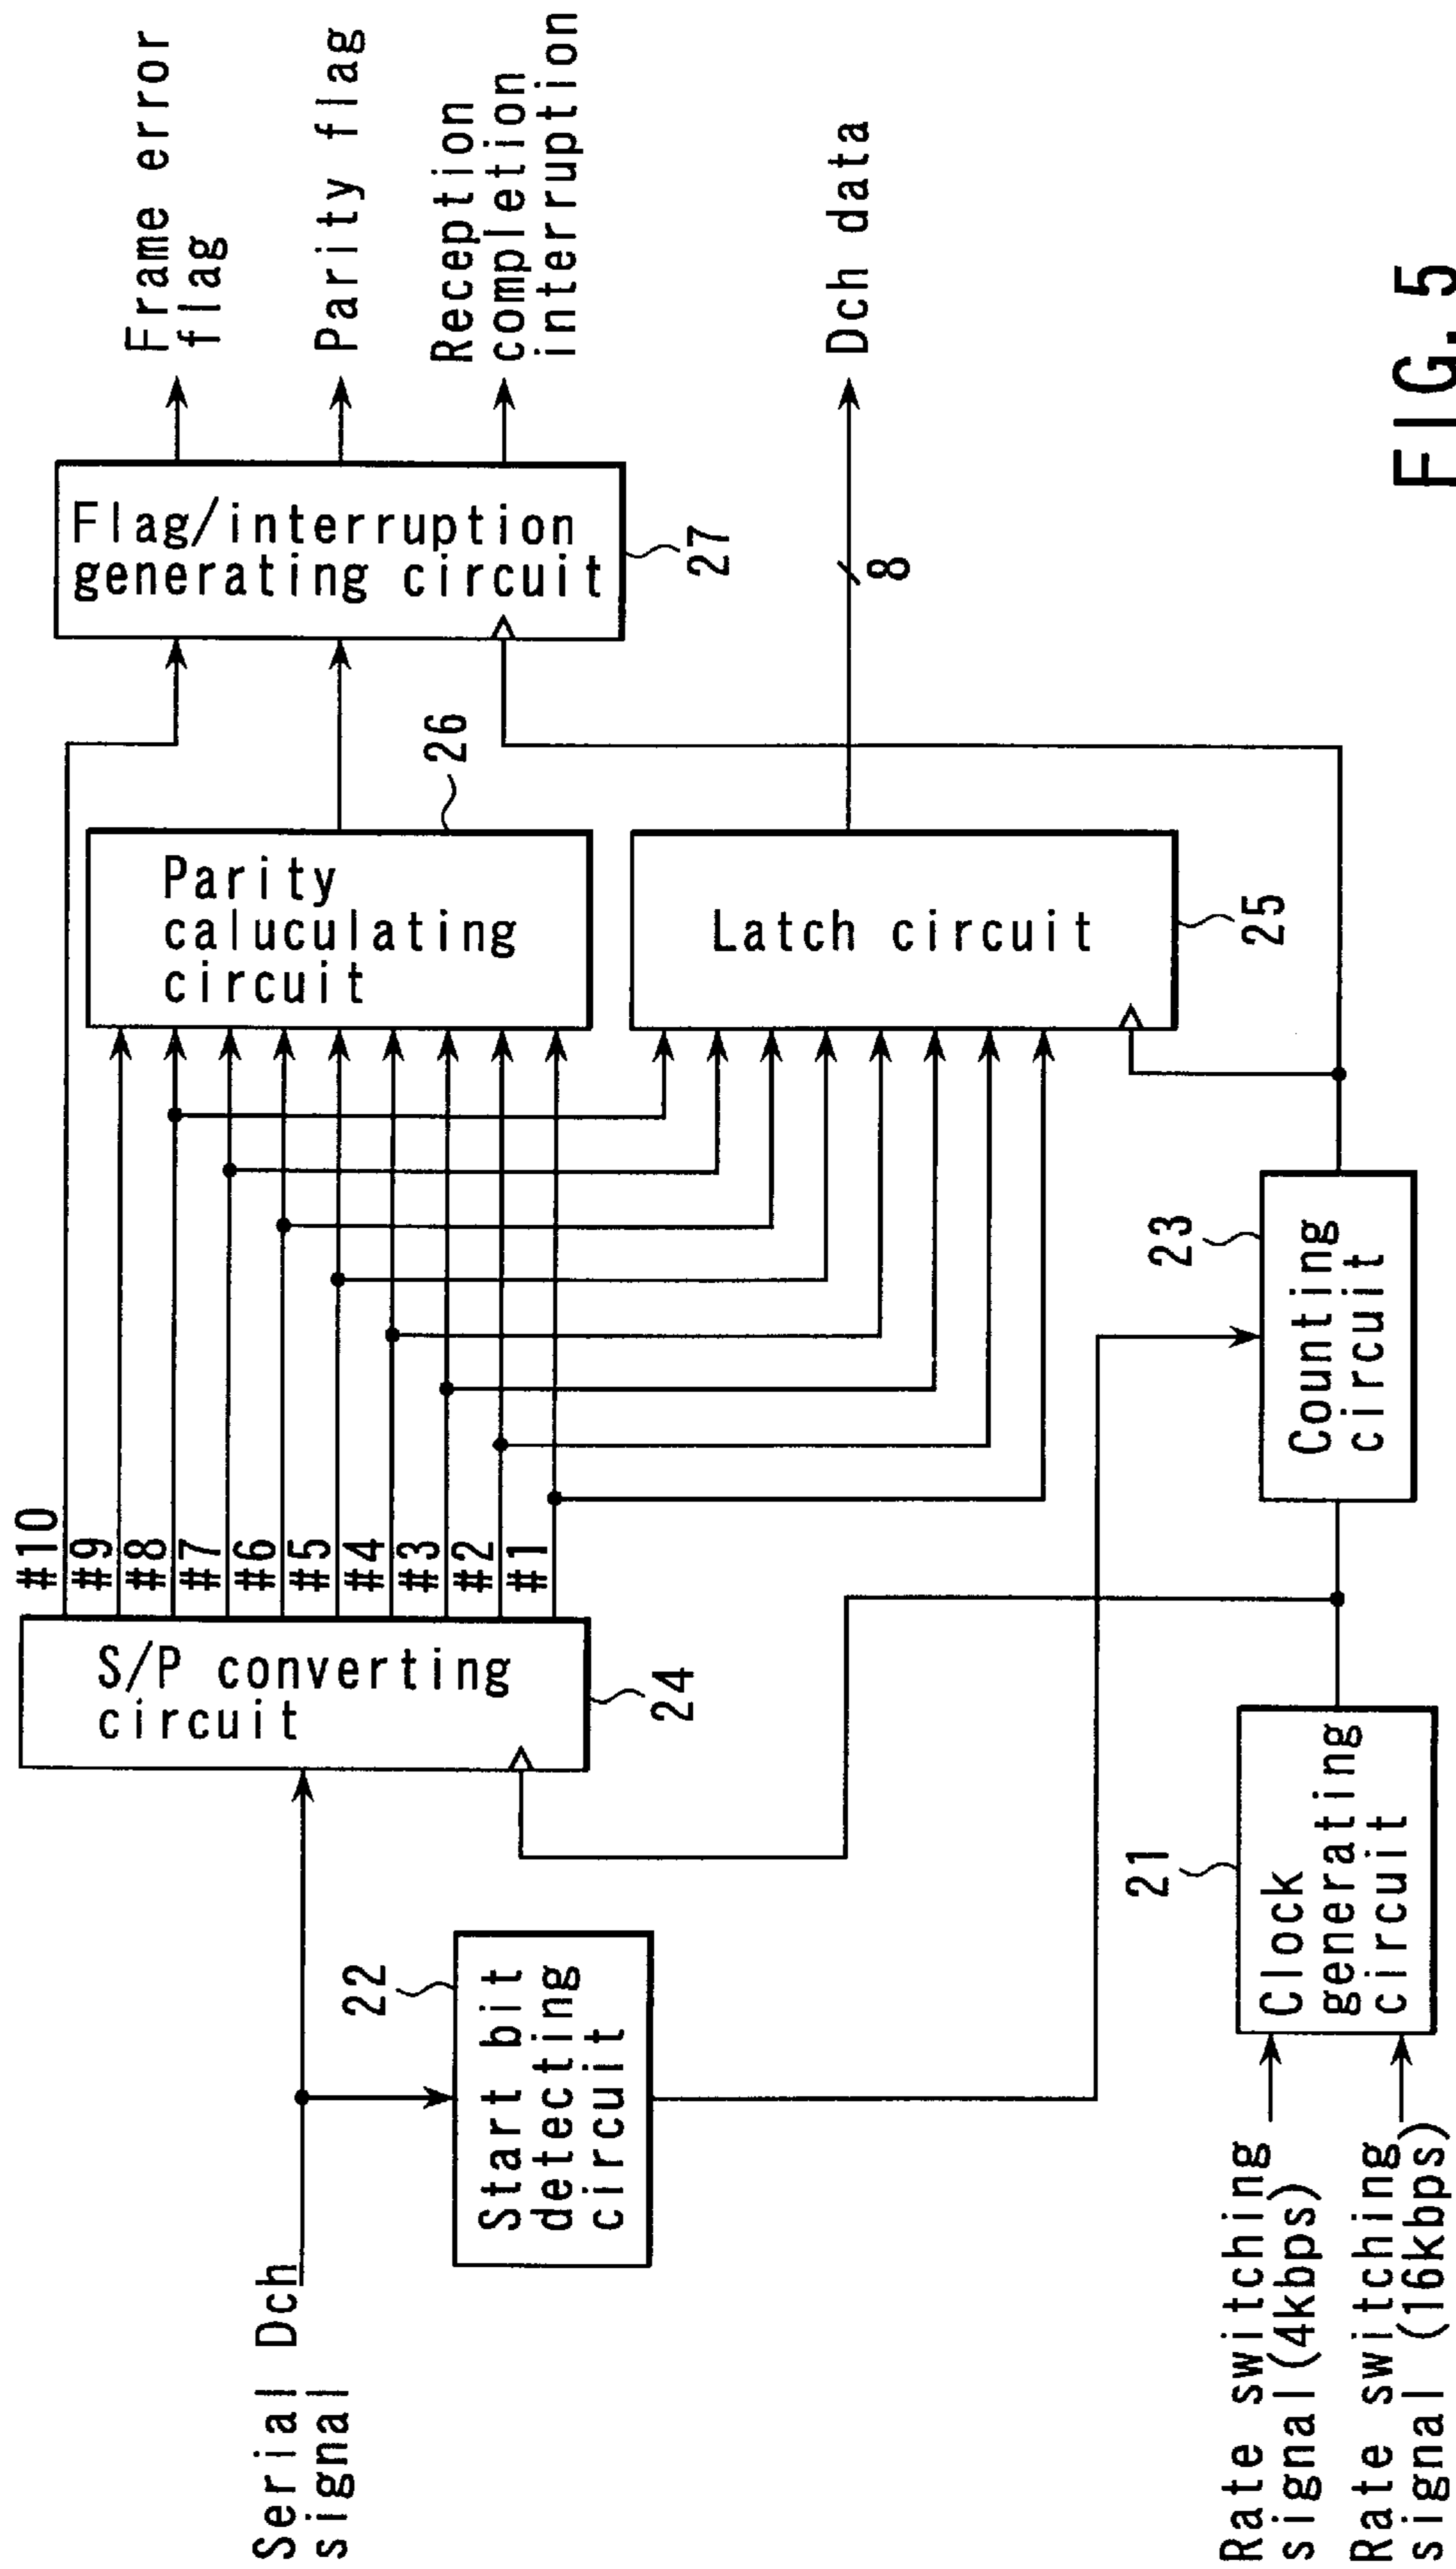 Serial Dch
signal
Start bit
detecting
circuit
22
Rate switching
signal(4kbps)
Rate switching
signal (16kbps)
Clock
generating
circuit
21
S/P converting
circuit
24
#10
#9
#8
#7
#6
#5
#4
#3
#2
#1
Counting
circuit
23
Parity
caluculating
circuit
26
Latch circuit
25
Flag/interruption
generating circuit
27
8
Frame error
flag
Parity flag
Reception
completion
interruption
Dch data
FIG. 5